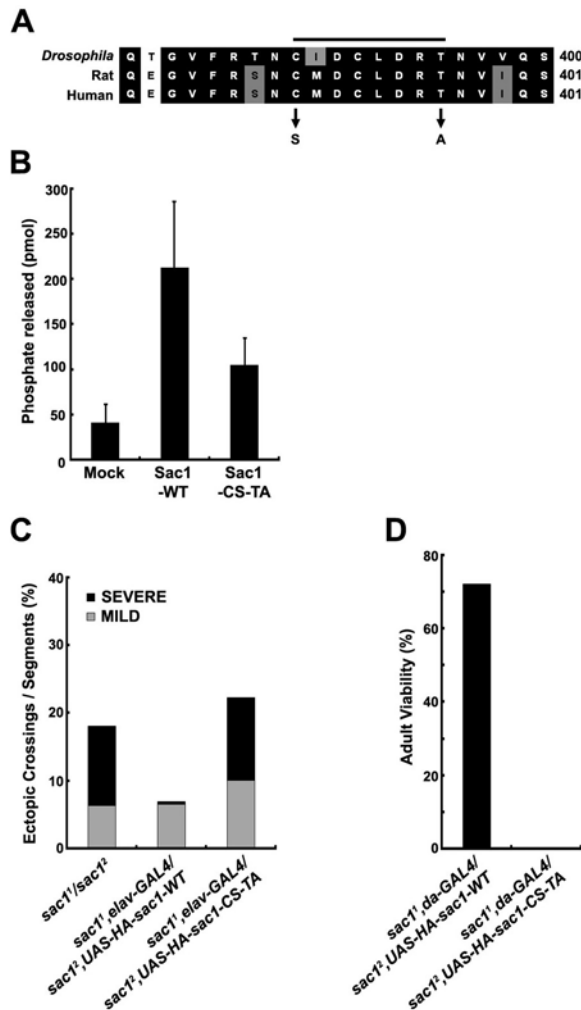 A
Drosophila Q T G V F R T N C I D C L D R T N V V Q S 400
Rat Q E G V F R S N C M D C L D R T N V I Q S 401
Human Q E G V F R S N C M D C L D R T N V I Q S 401
S A
B
Phosphate released (pmol)
300
250
200
150
100
50
0
Mock
Sac1
-WT
Sac1
-CS-TA
C
Ectopic Crossings / Segments (%)
40
30
20
10
0
SEVERE
MILD
sac1¹/sac1²
sac1¹,elav-GAL4/
sac1²,UAS-HA-sac1-WT
sac1¹,elav-GAL4/
sac1²,UAS-HA-sac1-CS-TA
D
Adult Viability (%)
80
60
40
20
0
sac1¹,da-GAL4/
sac1²,UAS-HA-sac1-WT
sac1¹,da-GAL4/
sac1²,UAS-HA-sac1-CS-TA